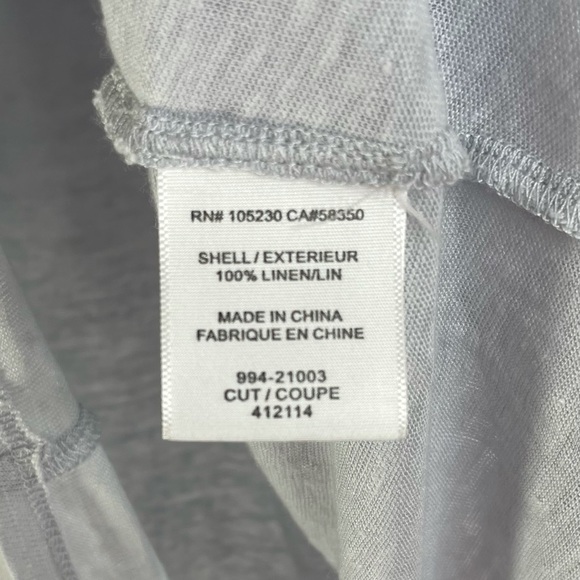 RN# 105230 CA#58350
SHELL / EXTERIEUR
100% LINEN/LIN
MADE IN CHINA
FABRIQUE EN CHINE
994-21003
CUT / COUPE
412114